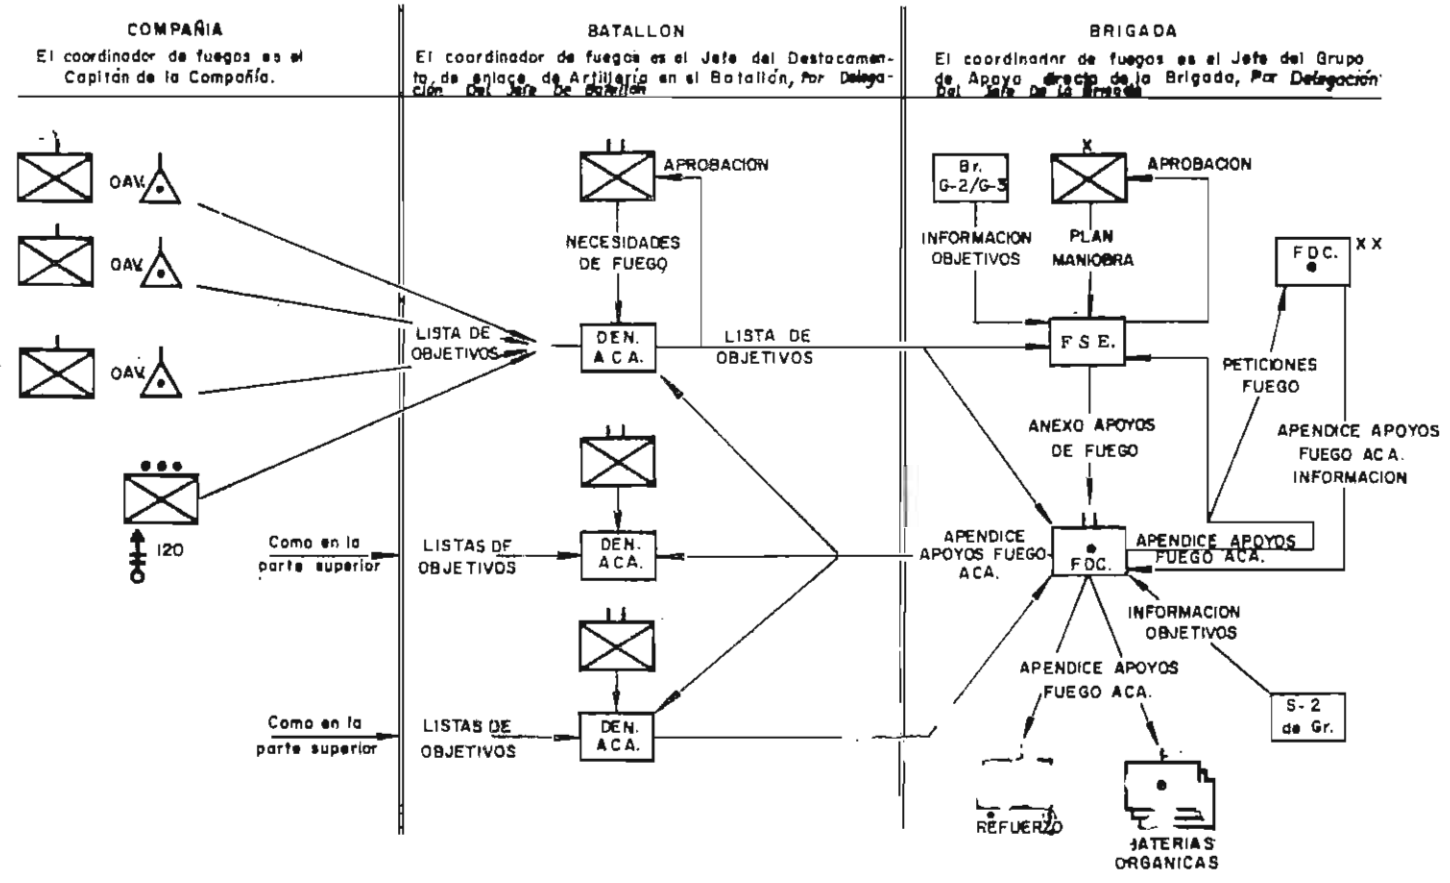 COMPAÑIA
El coordinador de fuegos es el
Capitán de la Compañía.
BATALLON
El coordinador de fuegos es el Jefe del Destacamen-
to de enlace de Artillería en el Batallón, Por Delega-
ción Del Jefe De Batallón
BRIGADA
El coordinador de fuegos es el Jefe del Grupo
de Apoyo directo de la Brigada, Por Delegación
Del Jefe De La Brigada
OAV.
OAV.
OAV.
120
Como en la
parte superior
Como en la
parte superior
APROBACION
NECESIDADES
DE FUEGO
LISTA DE
OBJETIVOS
DEN.
ACA.
LISTA DE
OBJETIVOS
LISTAS DE
OBJETIVOS
DEN.
ACA.
LISTAS DE
OBJETIVOS
DEN.
ACA.
Br.
G-2/G-3
X
APROBACION
INFORMACION
OBJETIVOS
PLAN
MANIOBRA
FDC.
XX
FSE.
PETICIONES
FUEGO
ANEXO APOYOS
DE FUEGO
APENDICE APOYOS
FUEGO ACA.
INFORMACION
APENDICE
APOYOS FUEGO
ACA.
FDC.
APENDICE APOYOS
FUEGO ACA.
INFORMACION
OBJETIVOS
APENDICE APOYOS
FUEGO ACA.
S-2
de Gr.
REFUERZO
BATERIAS
ORGANICAS